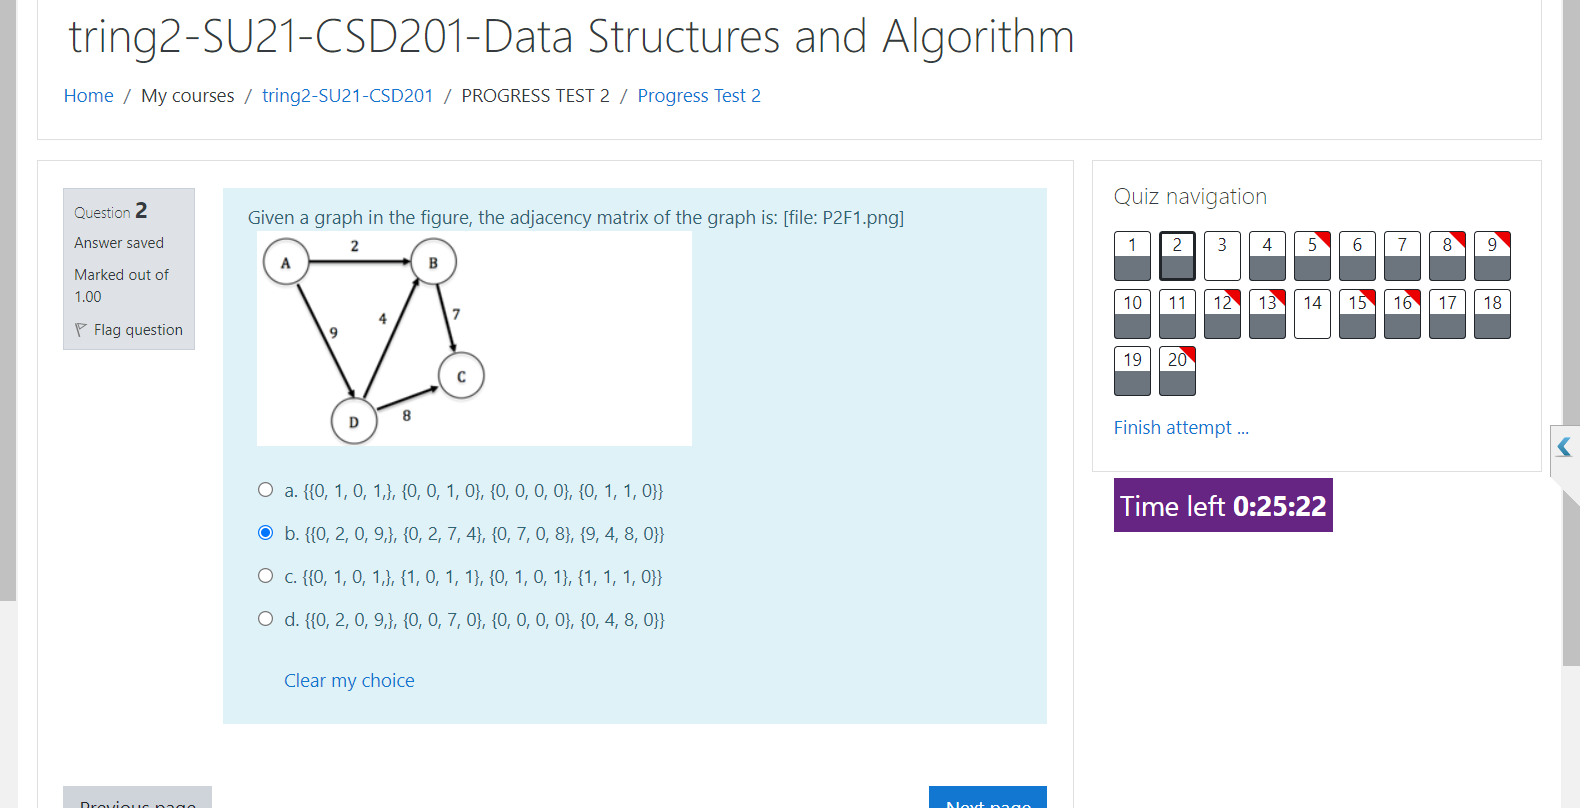 tring2-SU21-CSD201-Data Structures and Algorithm
Home / My courses / tring2-SU21-CSD201 / PROGRESS TEST 2 / Progress Test 2
Question 2
Answer saved
Marked out of
1.00
Flag question
Given a graph in the figure, the adjacency matrix of the graph is: [file: P2F1.png]
A
2
B
9
4
7
C
D
8
a. {{0, 1, 0, 1,}, {0, 0, 1, 0}, {0, 0, 0, 0}, {0, 1, 1, 0}}
b. {{0, 2, 0, 9,}, {0, 2, 7, 4}, {0, 7, 0, 8}, {9, 4, 8, 0}}
c. {{0, 1, 0, 1,}, {1, 0, 1, 1}, {0, 1, 0, 1}, {1, 1, 1, 0}}
d. {{0, 2, 0, 9,}, {0, 0, 7, 0}, {0, 0, 0, 0}, {0, 4, 8, 0}}
Clear my choice
Previous page
Next page
Quiz navigation
1 2 3 4 5 6 7 8 9
10 11 12 13 14 15 16 17 18
19 20
Finish attempt ...
Time left 0:25:22